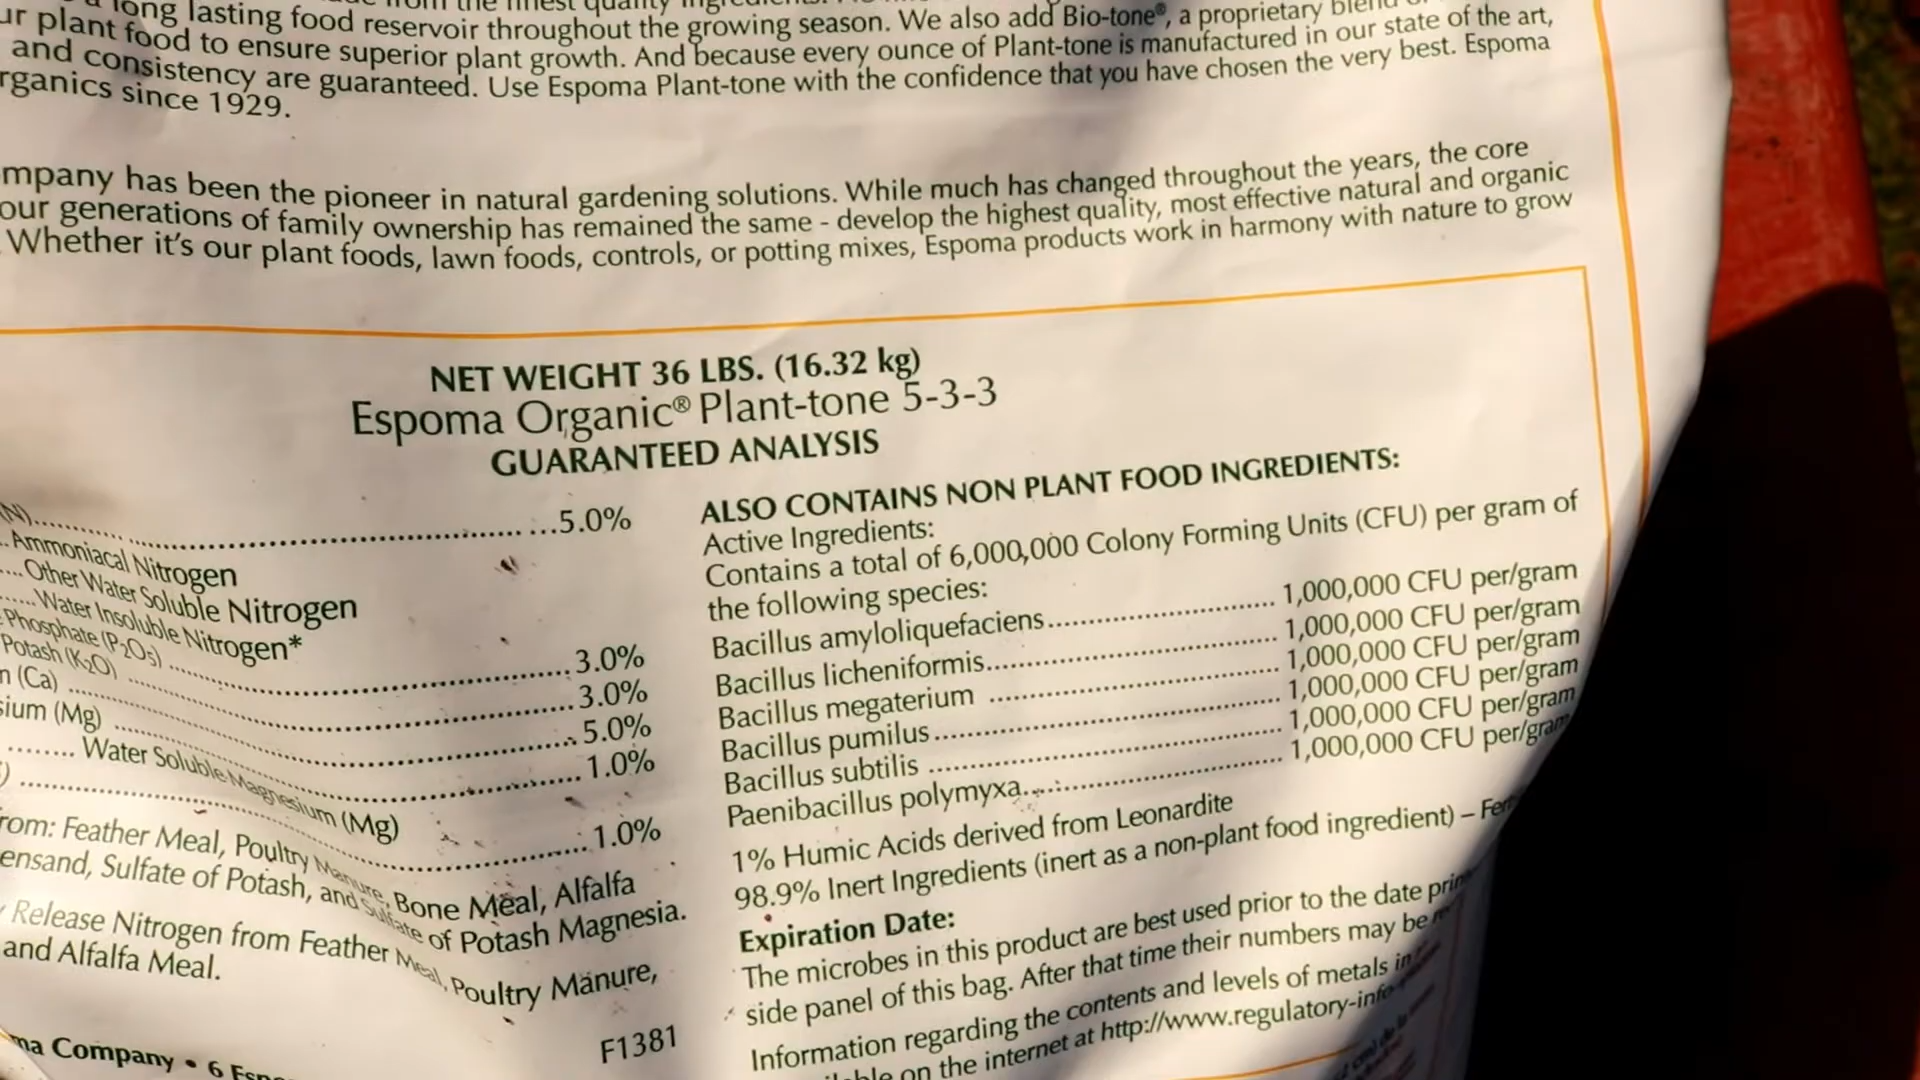 long lasting food reservoir throughout the growing season. We also add Bio-tone®, a proprietary
plant food to ensure superior plant growth. And because every ounce of Plant-tone is manufactured in our state of the art,
and consistency are guaranteed. Use Espoma Plant-tone with the confidence that you have chosen the very best. Espoma
rganics since 1929.
mpany has been the pioneer in natural gardening solutions. While much has changed throughout the years, the core
our generations of family ownership has remained the same - develop the highest quality, most effective natural and organic
Whether it's our plant foods, lawn foods, controls, or potting mixes, Espoma products work in harmony with nature to grow
NET WEIGHT 36 LBS. (16.32 kg)
Espoma Organic® Plant-tone 5-3-3
GUARANTEED ANALYSIS
(N)..........5.0%
Ammoniacal Nitrogen
Other Water Soluble Nitrogen
Water Insoluble Nitrogen*
Phosphate (P₂O₅) ..........3.0%
Potash (K₂O) ..........3.0%
(Ca) ..........5.0%
ium (Mg) ..........1.0%
Water Soluble Magnesium (Mg)
..........1.0%
rom: Feather Meal, Poultry Manure, Bone Meal, Alfalfa
ensand, Sulfate of Potash, and Sulfate of Potash Magnesia.
Release Nitrogen from Feather Meal, Poultry Manure,
and Alfalfa Meal.
F1381
ma Company • 6
ALSO CONTAINS NON PLANT FOOD INGREDIENTS:
Active Ingredients:
Contains a total of 6,000,000 Colony Forming Units (CFU) per gram of
the following species:
Bacillus amyloliquefaciens.......... 1,000,000 CFU per/gram
Bacillus licheniformis.......... 1,000,000 CFU per/gram
Bacillus megaterium .......... 1,000,000 CFU per/gram
Bacillus pumilus.......... 1,000,000 CFU per/gram
Bacillus subtilis .......... 1,000,000 CFU per/gram
Paenibacillus polymyxa.......... 1,000,000 CFU per/gram
1% Humic Acids derived from Leonardite
98.9% Inert Ingredients (inert as a non-plant food ingredient) –
Expiration Date:
The microbes in this product are best used prior to the date
side panel of this bag. After that time their numbers may be
Information regarding the contents and levels of metals in
on the internet at http://www.regulatory-info